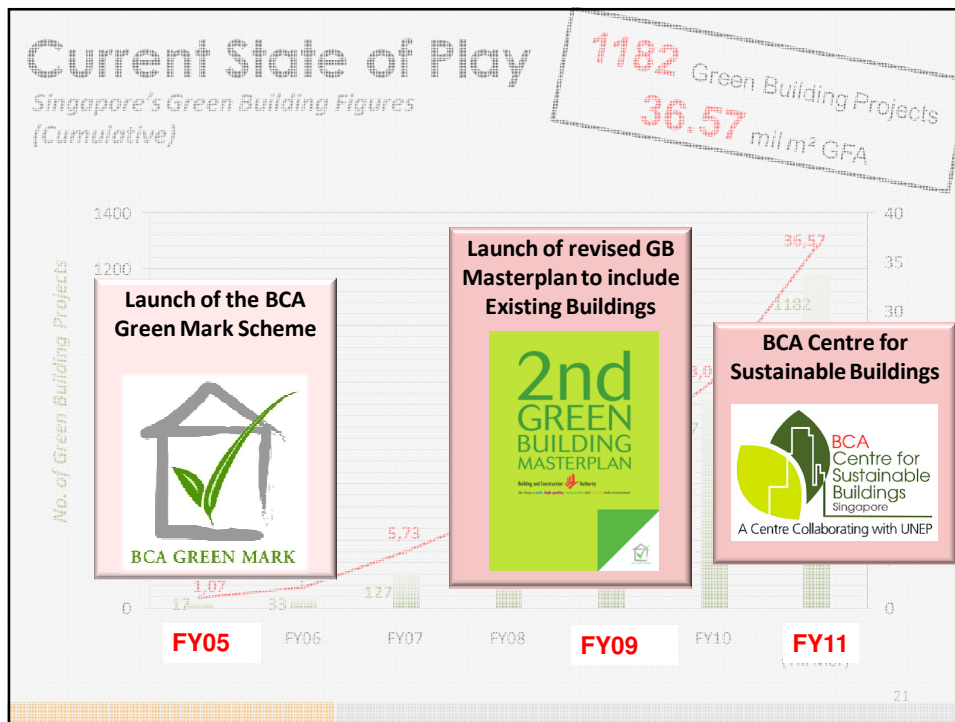 Current State of Play
Singapore's Green Building Figures
(Cumulative)
1182 Green Building Projects
36.57 mil m² GFA
1400
1200
0
No. of Green Building Projects
40
35
30
0
36,57
1182
5,73
1,07
17
33
127
Launch of the BCA
Green Mark Scheme
BCA GREEN MARK
Launch of revised GB
Masterplan to include
Existing Buildings
2nd
GREEN
BUILDING
MASTERPLAN
Building and Construction Authority
BCA Centre for
Sustainable Buildings
BCA
Centre for
Sustainable
Buildings
Singapore
A Centre Collaborating with UNEP
FY05
FY06
FY07
FY08
FY09
FY10
FY11
21